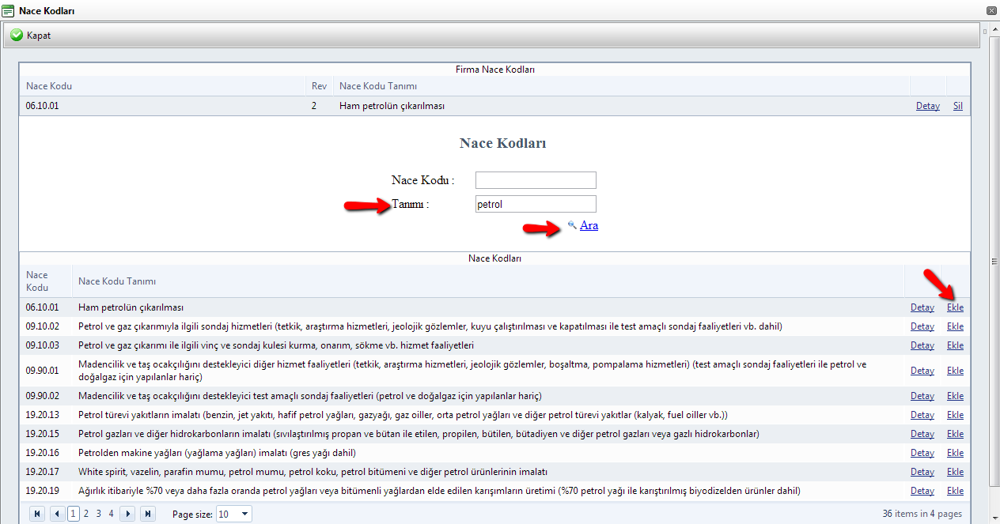 Nace Kodları
Kapat
Firma Nace Kodları
Nace Kodu Rev Nace Kodu Tanımı
06.10.01 2 Ham petrolün çıkarılması Detay Sil
Nace Kodları
Nace Kodu :
Tanımı : petrol
Ara
Nace Kodları
Nace
Kodu
Nace Kodu Tanımı
06.10.01 Ham petrolün çıkarılması Detay Ekle
09.10.02 Petrol ve gaz çıkarımıyla ilgili sondaj hizmetleri (tetkik, araştırma hizmetleri, jeolojik gözlemler, kuyu çalıştırılması ve kapatılması ile test amaçlı sondaj faaliyetleri vb. dahil) Detay Ekle
09.10.03 Petrol ve gaz çıkarımı ile ilgili vinç ve sondaj kulesi kurma, onarım, sökme vb. hizmet faaliyetleri Detay Ekle
09.90.01 Madencilik ve taş ocakçılığını destekleyici diğer hizmet faaliyetleri (tetkik, araştırma hizmetleri, jeolojik gözlemler, boşaltma, pompalama hizmetleri) (test amaçlı sondaj faaliyetleri ile petrol ve
doğalgaz için yapılanlar hariç) Detay Ekle
09.90.02 Madencilik ve taş ocakçılığını destekleyici test amaçlı sondaj faaliyetleri (petrol ve doğalgaz için yapılanlar hariç) Detay Ekle
19.20.13 Petrol türevi yakıtların imalatı (benzin, jet yakıtı, hafif petrol yağları, gazyağı, gaz oiller, orta petrol yağları ve diğer petrol türevi yakıtlar (kalyak, fuel oiller vb.)) Detay Ekle
19.20.15 Petrol gazları ve diğer hidrokarbonların imalatı (sıvılaştırılmış propan ve bütan ile etilen, propilen, bütilen, bütadiyen ve diğer petrol gazları veya gazlı hidrokarbonlar) Detay Ekle
19.20.16 Petrolden makine yağları (yağlama yağları) imalatı (gres yağı dahil) Detay Ekle
19.20.17 White spirit, vazelin, parafin mumu, petrol mumu, petrol koku, petrol bitümeni ve diğer petrol ürünlerinin imalatı Detay Ekle
19.20.19 Ağırlık itibariyle %70 veya daha fazla oranda petrol yağları veya bitümenli yağlardan elde edilen karışımların üretimi (%70 petrol yağı ile karıştırılmış biyodizelden ürünler dahil) Detay Ekle
1 2 3 4 Page size: 10 36 items in 4 pages